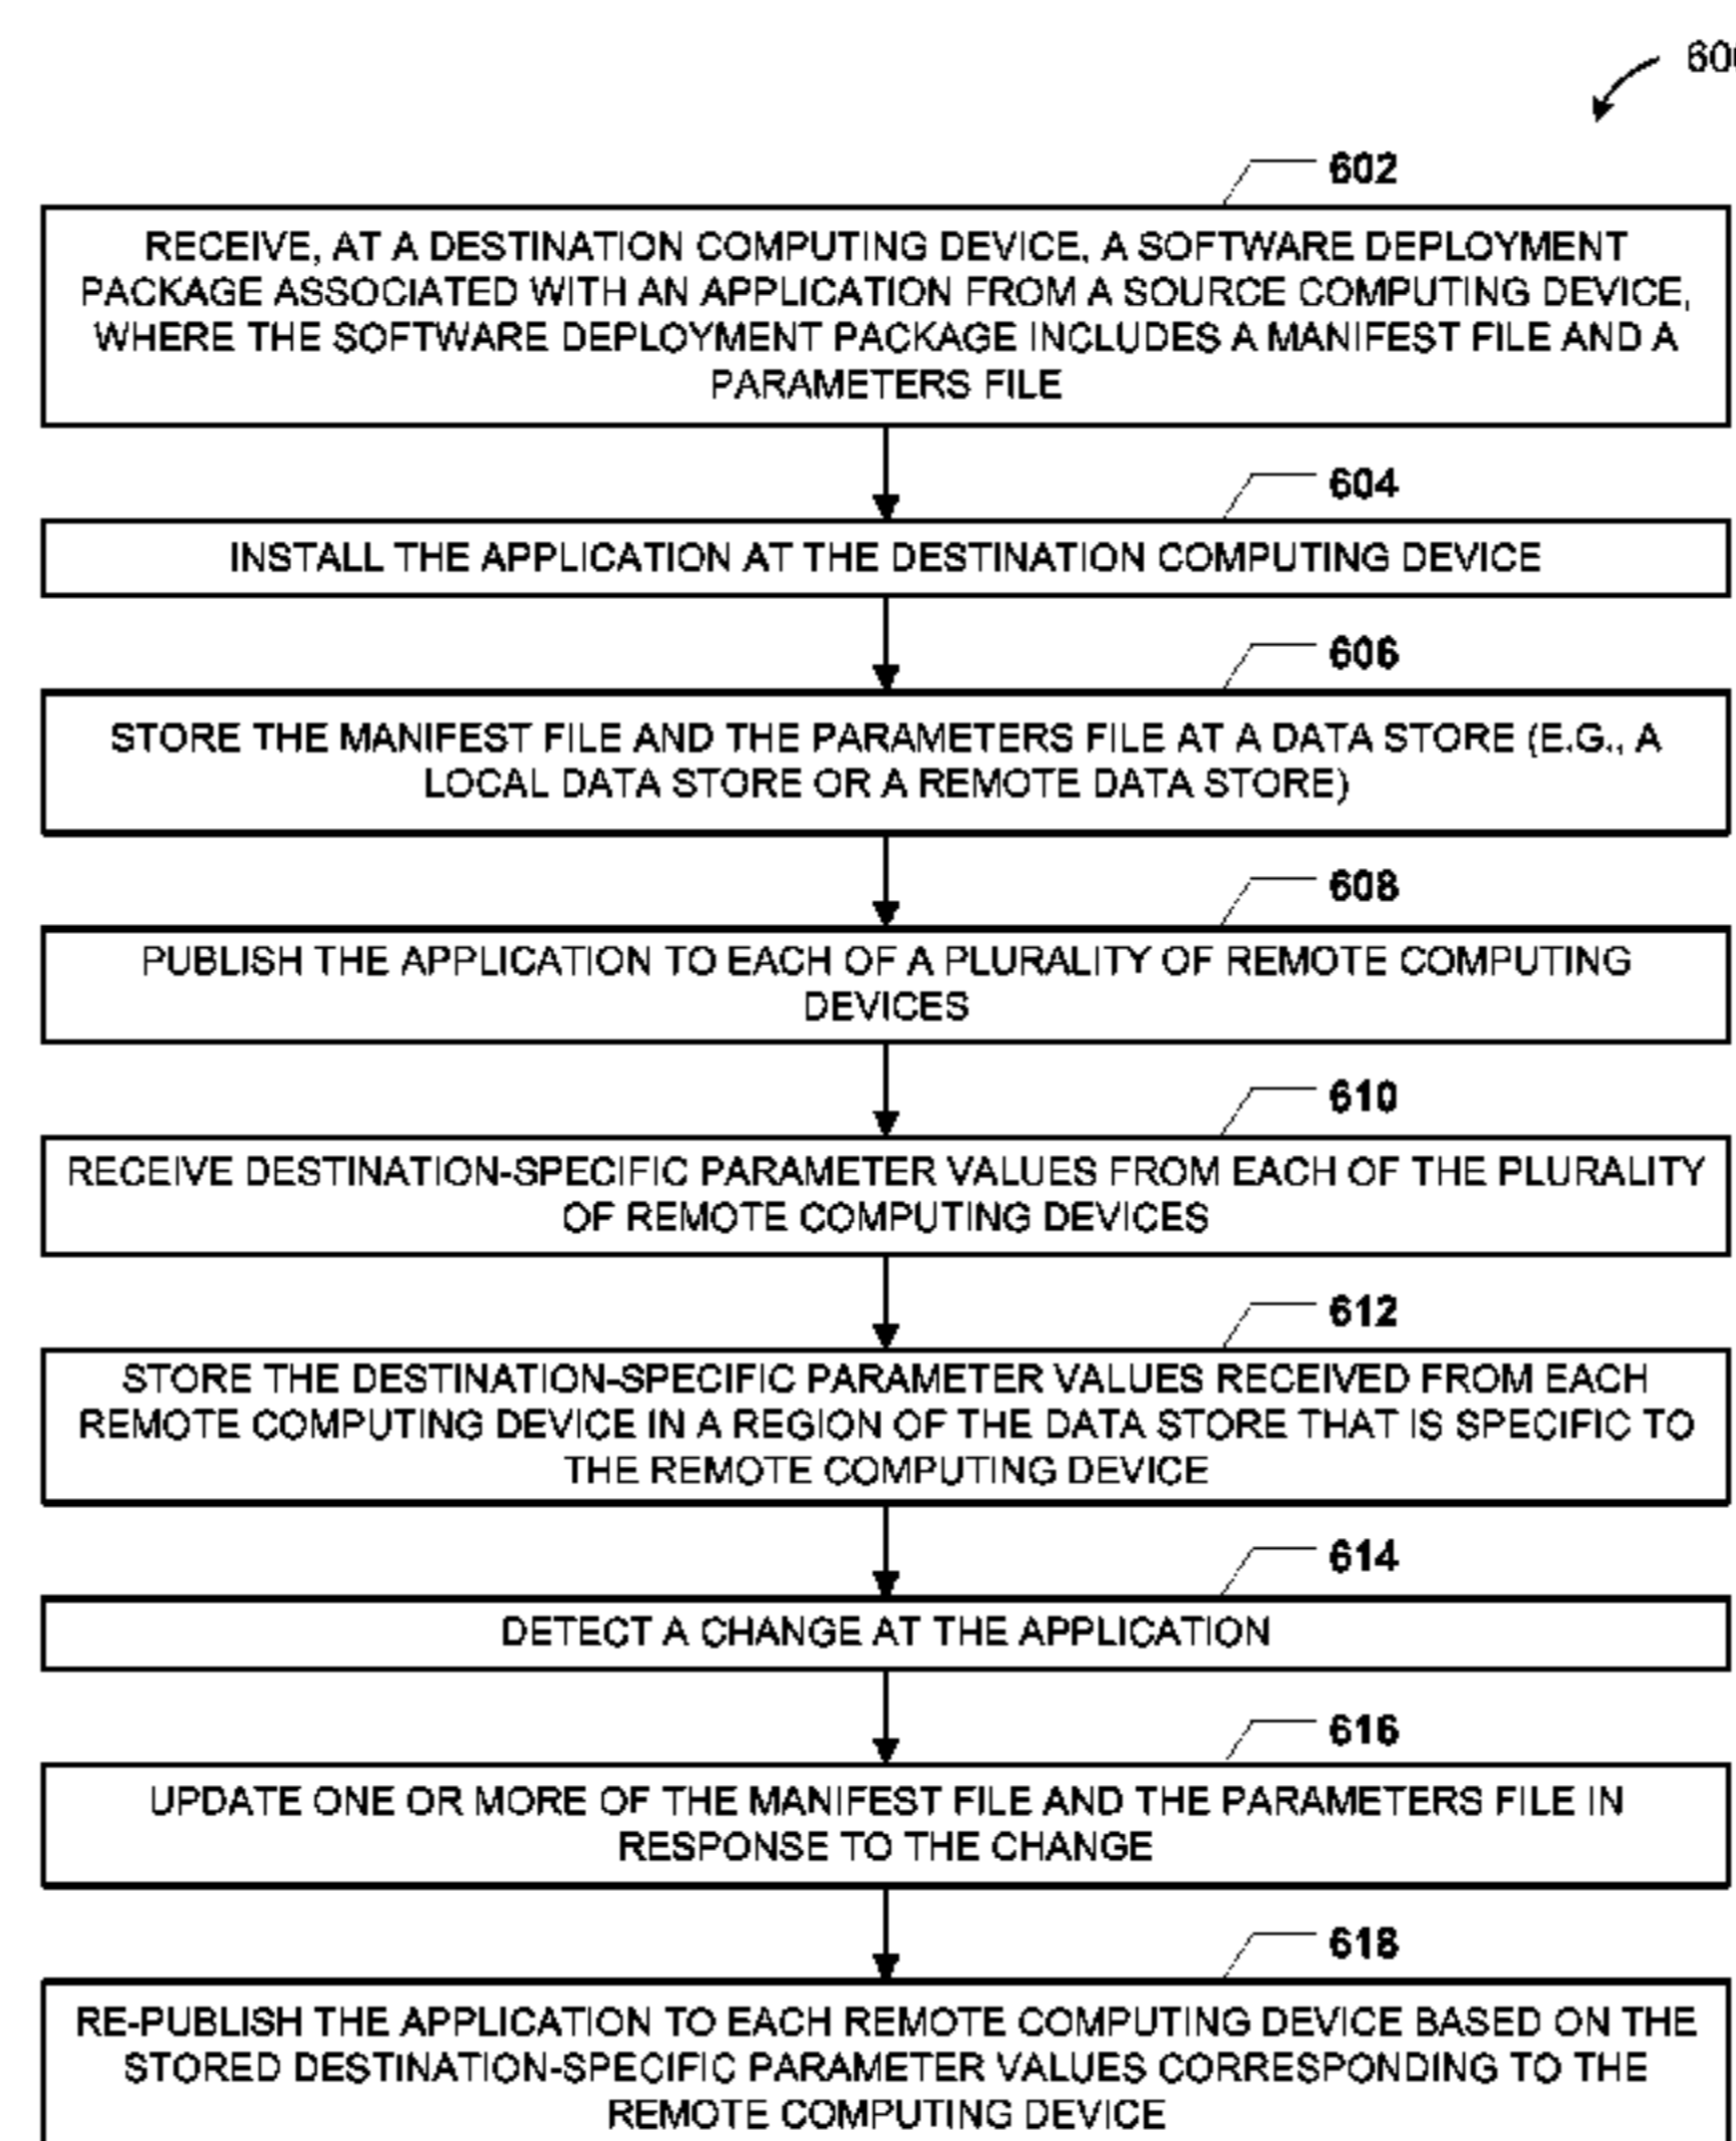 602
RECEIVE, AT A DESTINATION COMPUTING DEVICE, A SOFTWARE DEPLOYMENT
PACKAGE ASSOCIATED WITH AN APPLICATION FROM A SOURCE COMPUTING DEVICE,
WHERE THE SOFTWARE DEPLOYMENT PACKAGE INCLUDES A MANIFEST FILE AND A
PARAMETERS FILE
604
INSTALL THE APPLICATION AT THE DESTINATION COMPUTING DEVICE
606
STORE THE MANIFEST FILE AND THE PARAMETERS FILE AT A DATA STORE (E.G., A
LOCAL DATA STORE OR A REMOTE DATA STORE)
608
PUBLISH THE APPLICATION TO EACH OF A PLURALITY OF REMOTE COMPUTING
DEVICES
610
RECEIVE DESTINATION-SPECIFIC PARAMETER VALUES FROM EACH OF THE PLURALITY
OF REMOTE COMPUTING DEVICES
612
STORE THE DESTINATION-SPECIFIC PARAMETER VALUES RECEIVED FROM EACH
REMOTE COMPUTING DEVICE IN A REGION OF THE DATA STORE THAT IS SPECIFIC TO
THE REMOTE COMPUTING DEVICE
614
DETECT A CHANGE AT THE APPLICATION
616
UPDATE ONE OR MORE OF THE MANIFEST FILE AND THE PARAMETERS FILE IN
RESPONSE TO THE CHANGE
618
RE-PUBLISH THE APPLICATION TO EACH REMOTE COMPUTING DEVICE BASED ON THE
STORED DESTINATION-SPECIFIC PARAMETER VALUES CORRESPONDING TO THE
REMOTE COMPUTING DEVICE